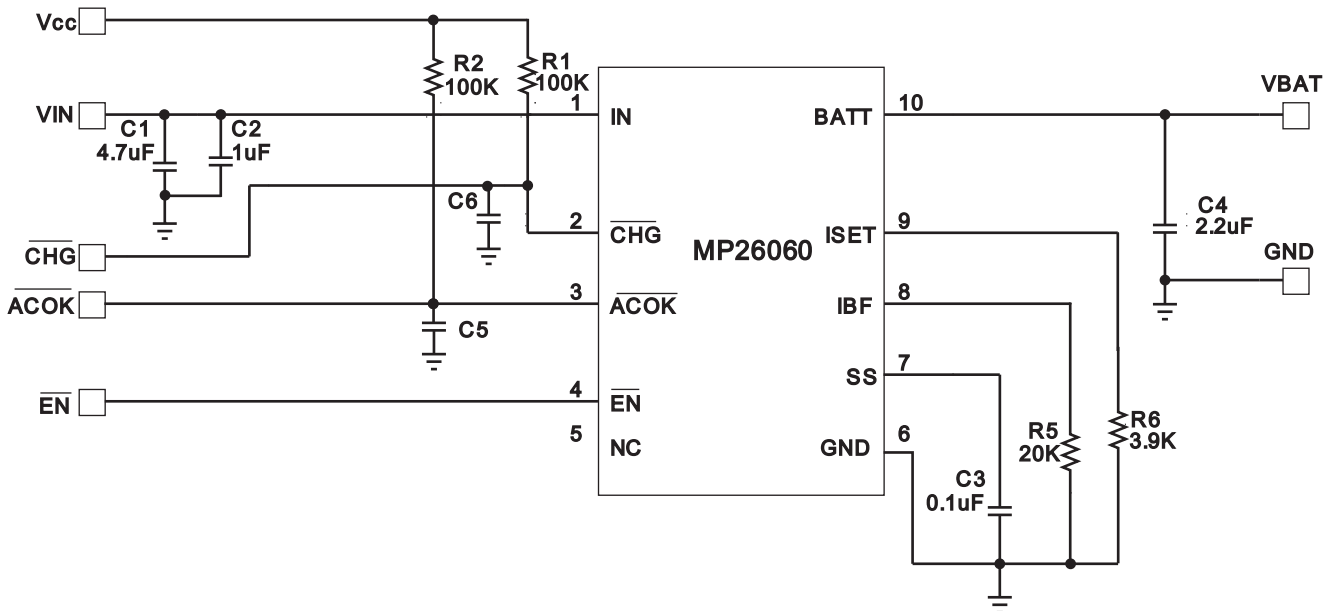 Vcc
R2
100K
R1
100K
VIN
C1
4.7uF
C2
1uF
1
IN
BATT
10
VBAT
C6
CHG
2
CHG
MP26060
ISET
9
C4
2.2uF
GND
ACOK
3
ACOK
IBF
8
C5
SS
7
EN
4
EN
5
NC
GND
6
R5
20K
R6
3.9K
C3
0.1uF